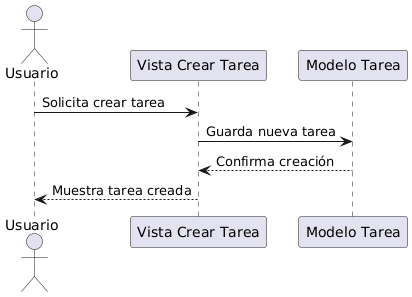 Usuario
Vista Crear Tarea
Modelo Tarea
Solicita crear tarea
Guarda nueva tarea
Confirma creación
Muestra tarea creada
Usuario
Vista Crear Tarea
Modelo Tarea